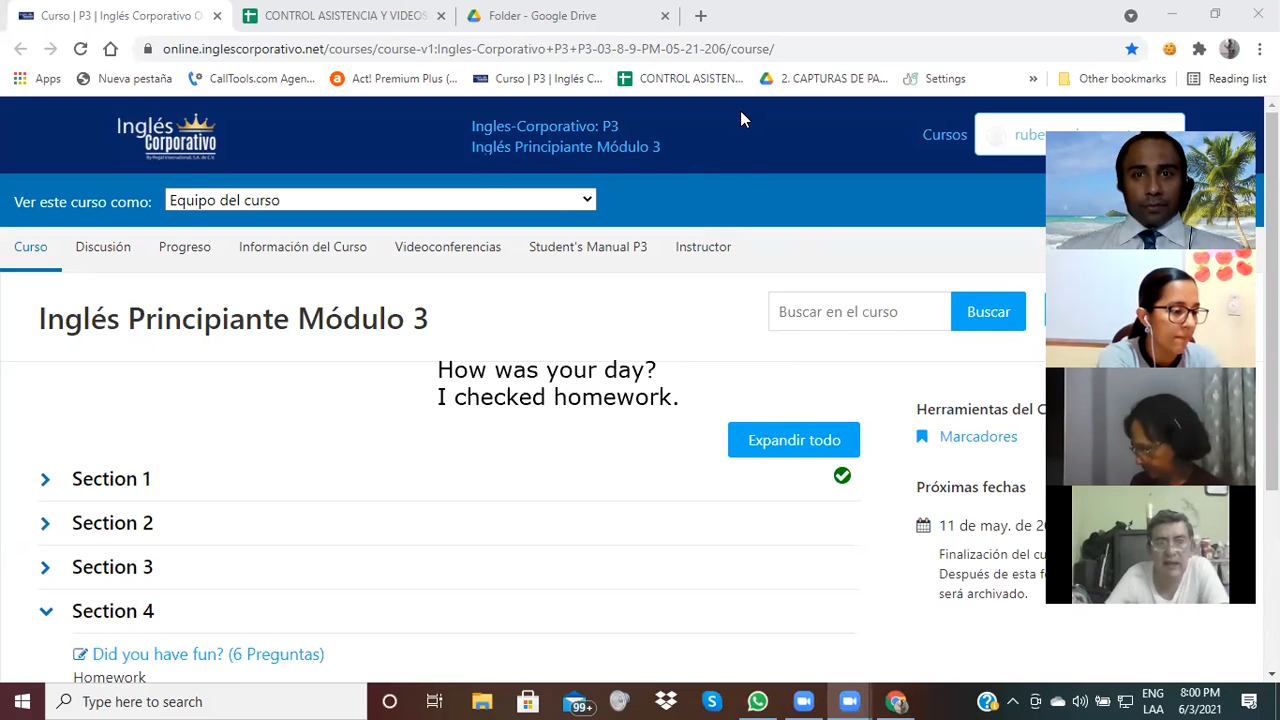 Curso | P3 | Inglés Corporativo O
CONTROL ASISTENCIA Y VIDEOS
Folder - Google Drive
online.inglescorporativo.net/courses/course-v1:Ingles-Corporativo+P3+P3-03-8-9-PM-05-21-206/course/
Apps
Nueva pestaña
CallTools.com Agen...
Act! Premium Plus (...
Curso | P3 | Inglés C...
CONTROL ASISTEN...
2. CAPTURAS DE PA...
Settings
»
Other bookmarks
Reading list
Inglés
Corporativo
By Regal International, S.A. de C.V.
Ingles-Corporativo: P3
Inglés Principiante Módulo 3
Cursos
rube
Ver este curso como:
Equipo del curso
Curso
Discusión
Progreso
Información del Curso
Videoconferencias
Student's Manual P3
Instructor
Inglés Principiante Módulo 3
Buscar en el curso
Buscar
How was your day?
I checked homework.
Expandir todo
Herramientas del C
Marcadores
Section 1
Section 2
Section 3
Section 4
Did you have fun? (6 Preguntas)
Homework
Próximas fechas
11 de may. de 20
Finalización del cu
Después de esta f
será archivado.
Type here to search
99+
ENG
LAA
8:00 PM
6/3/2021